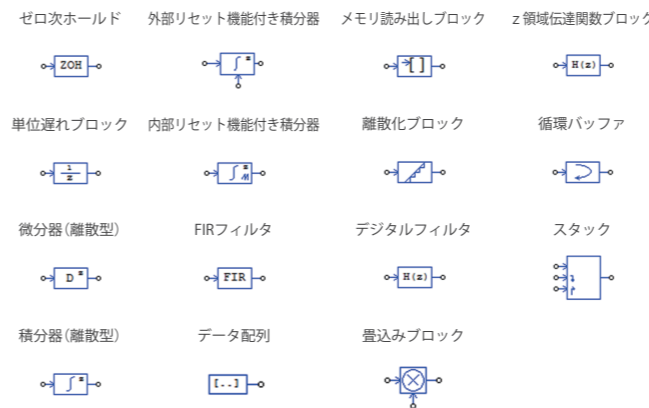 ゼロ次ホールド 外部リセット機能付き積分器 メモリ読み出しブロック z 領域伝達関数ブロック
ZOH ∫ z [ ] H(z)
単位遅れブロック 内部リセット機能付き積分器 離散化ブロック 循環バッファ
1
z
∫ z
微分器（離散型） FIRフィルタ デジタルフィルタ スタック
D z FIR H(z)
積分器（離散型） データ配列 畳込みブロック
∫ z [..]